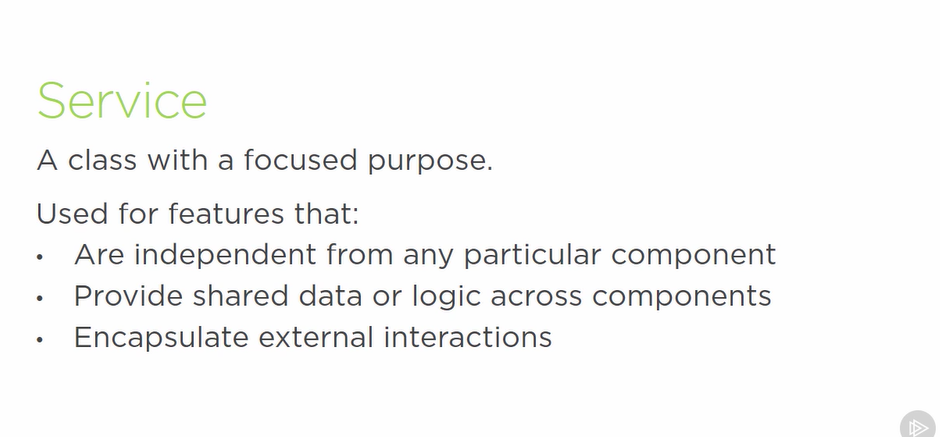 Service
A class with a focused purpose.
Used for features that:
• Are independent from any particular component
• Provide shared data or logic across components
• Encapsulate external interactions